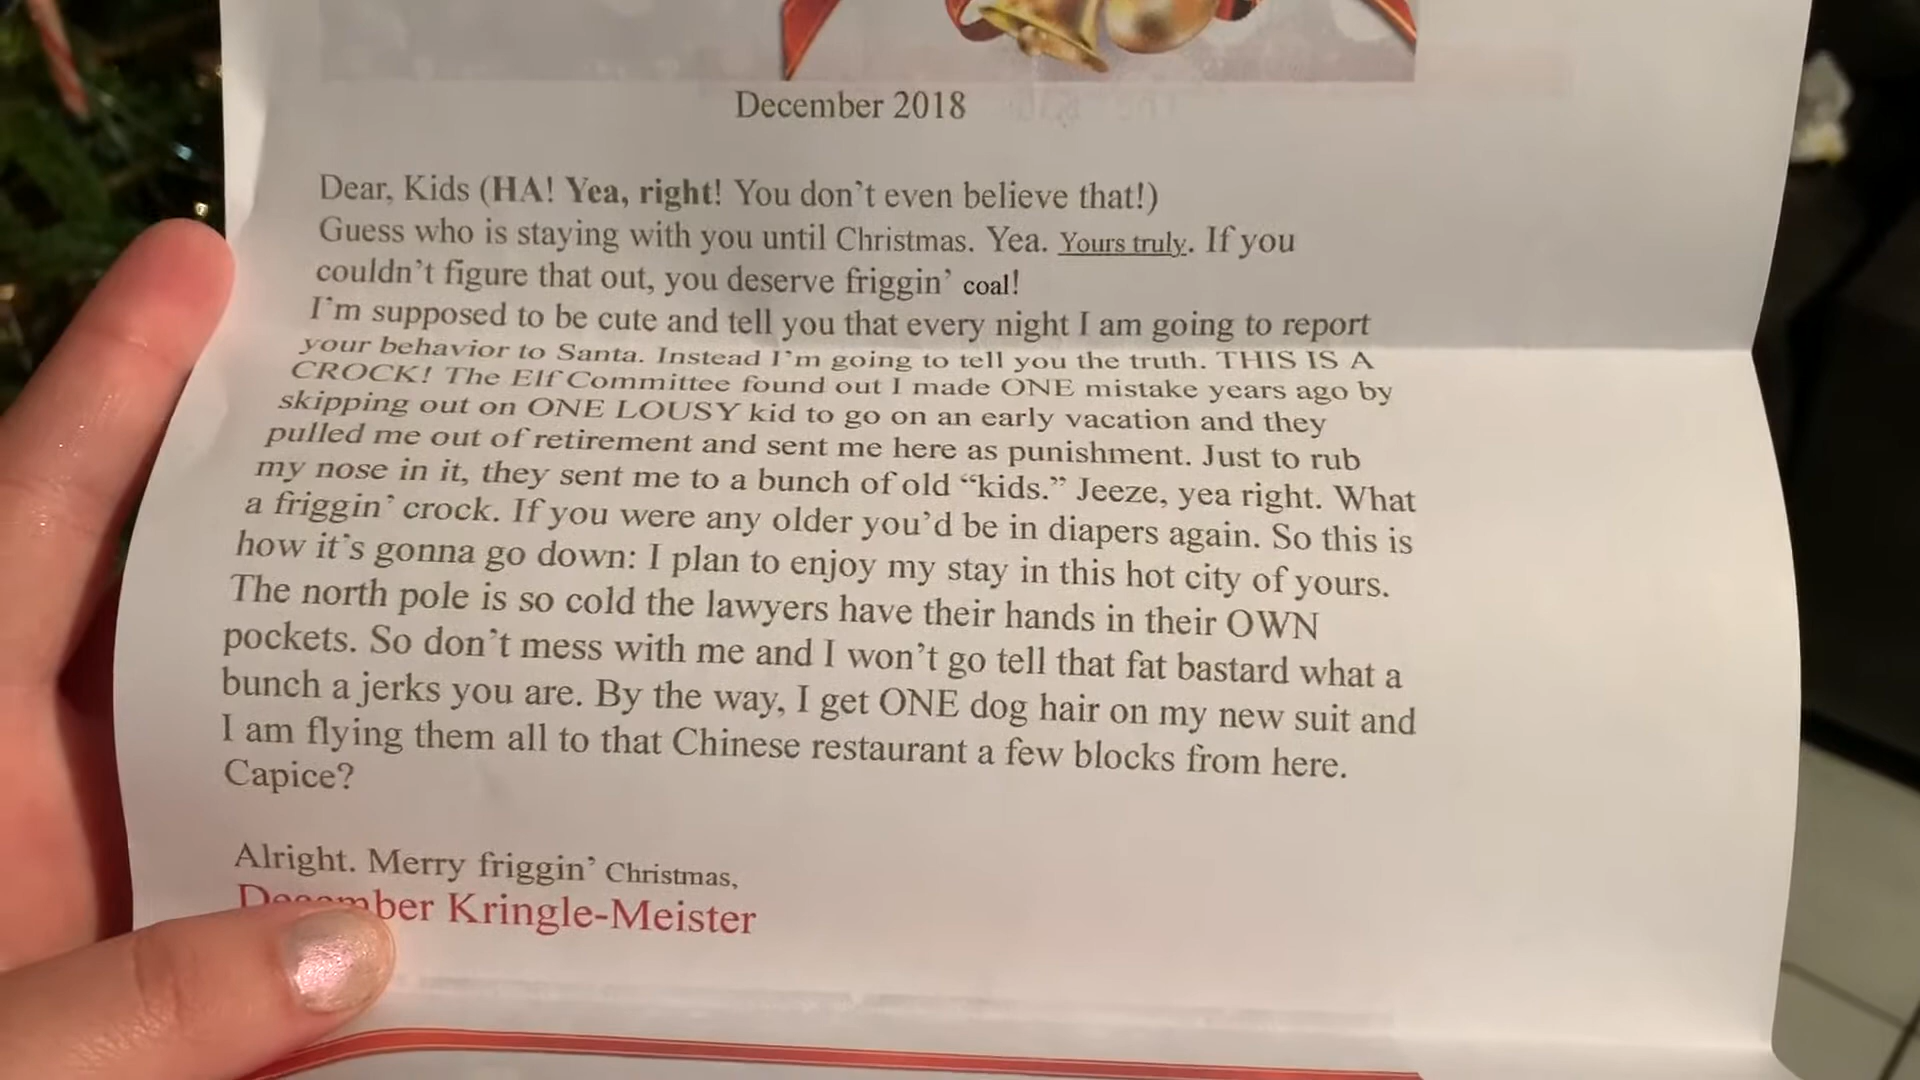 December 2018
Dear, Kids (HA! Yea, right! You don't even believe that!)
Guess who is staying with you until Christmas. Yea. Yours truly. If you
couldn't figure that out, you deserve friggin' coal!
I'm supposed to be cute and tell you that every night I am going to report
your behavior to Santa. Instead I'm going to tell you the truth. THIS IS A
CROCK! The Elf Committee found out I made ONE mistake years ago by
skipping out on ONE LOUSY kid to go on an early vacation and they
pulled me out of retirement and sent me here as punishment. Just to rub
my nose in it, they sent me to a bunch of old “kids.” Jeeze, yea right. What
a friggin' crock. If you were any older you'd be in diapers again. So this is
how it's gonna go down: I plan to enjoy my stay in this hot city of yours.
The north pole is so cold the lawyers have their hands in their OWN
pockets. So don't mess with me and I won't go tell that fat bastard what a
bunch a jerks you are. By the way, I get ONE dog hair on my new suit and
I am flying them all to that Chinese restaurant a few blocks from here.
Capice?
Alright. Merry friggin' Christmas,
December Kringle-Meister